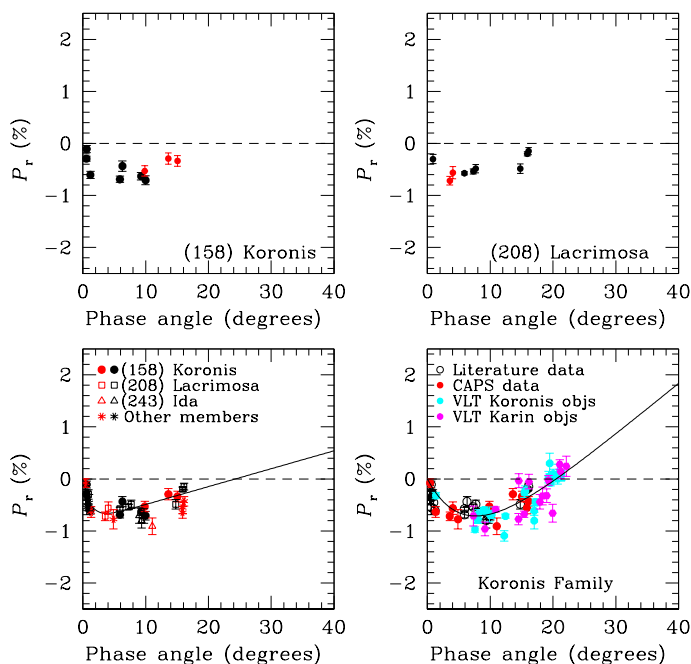 2
1
0
-1
-2
P_r (%)
(158) Koronis
0 10 20 30 40
Phase angle (degrees)
2
1
0
-1
-2
P_r (%)
(208) Lacrimosa
0 10 20 30 40
Phase angle (degrees)
2
1
0
-1
-2
P_r (%)
(158) Koronis
(208) Lacrimosa
(243) Ida
Other members
0 10 20 30 40
Phase angle (degrees)
2
1
0
-1
-2
P_r (%)
Literature data
CAPS data
VLT Koronis objs
VLT Karin objs
Koronis Family
0 10 20 30 40
Phase angle (degrees)